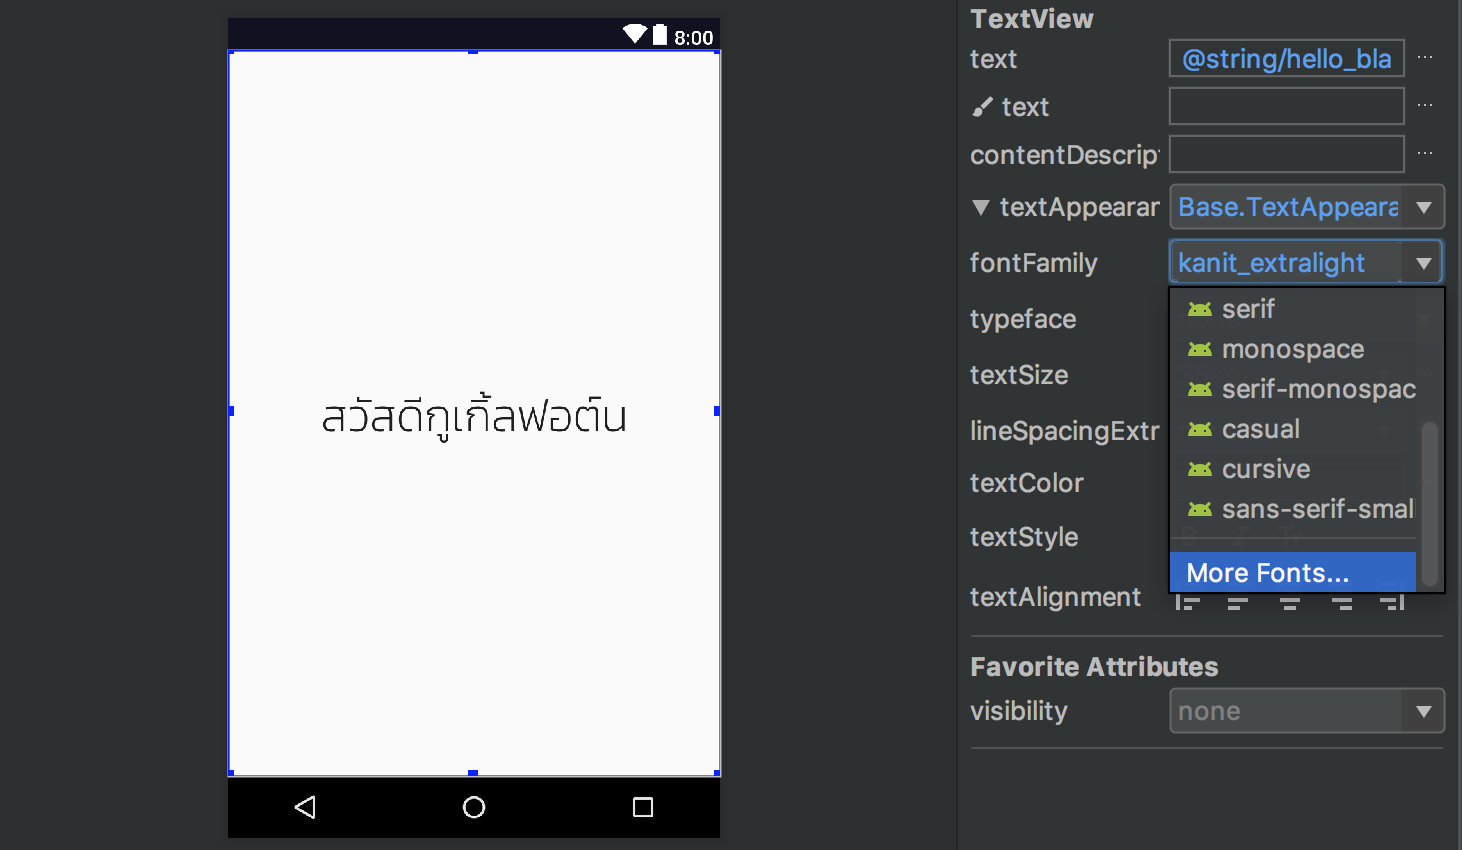 8:00
สวัสดีกูเกิ้ลฟอต์น
TextView
text @string/hello_bla
text
contentDescrip
textAppearar Base.TextAppeara
fontFamily kanit_extralight
serif
typeface
monospace
textSize
serif-monospac
lineSpacingExtr
casual
cursive
textColor
sans-serif-small
textStyle
More Fonts...
textAlignment
Favorite Attributes
visibility none